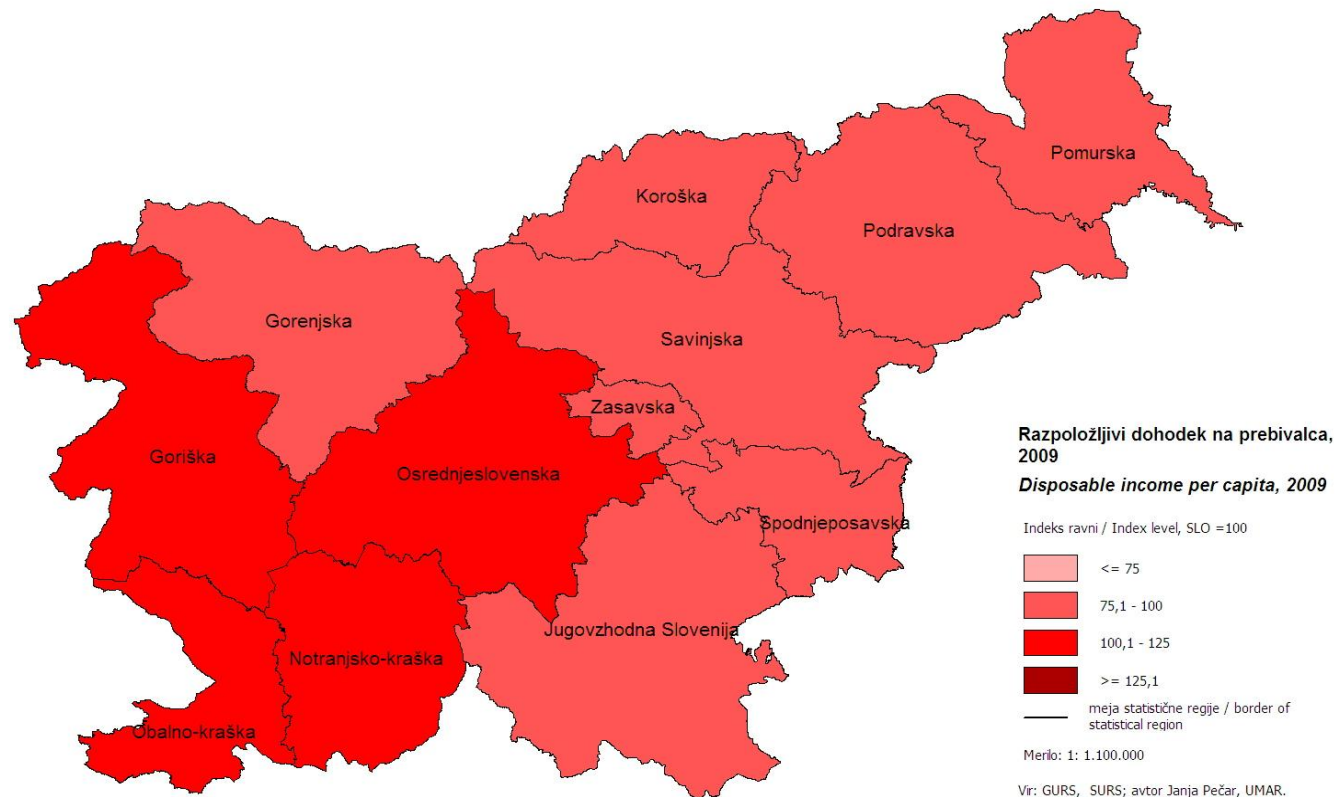 Pomurska
Koroška
Podravska
Gorenjska
Savinjska
Zasavska
Goriška
Osrednjeslovenska
Spodnjeposavska
Jugovzhodna Slovenija
Notranjsko-kraška
Obalno-kraška
Razpoložljivi dohodek na prebivalca,
2009
Disposable income per capita, 2009
Indeks ravni / Index level, SLO =100
<= 75
75,1 - 100
100,1 - 125
>= 125,1
meja statistične regije / border of
statistical region
Merilo: 1: 1.100.000
Vir: GURS, SURS; avtor Janja Pečar, UMAR.